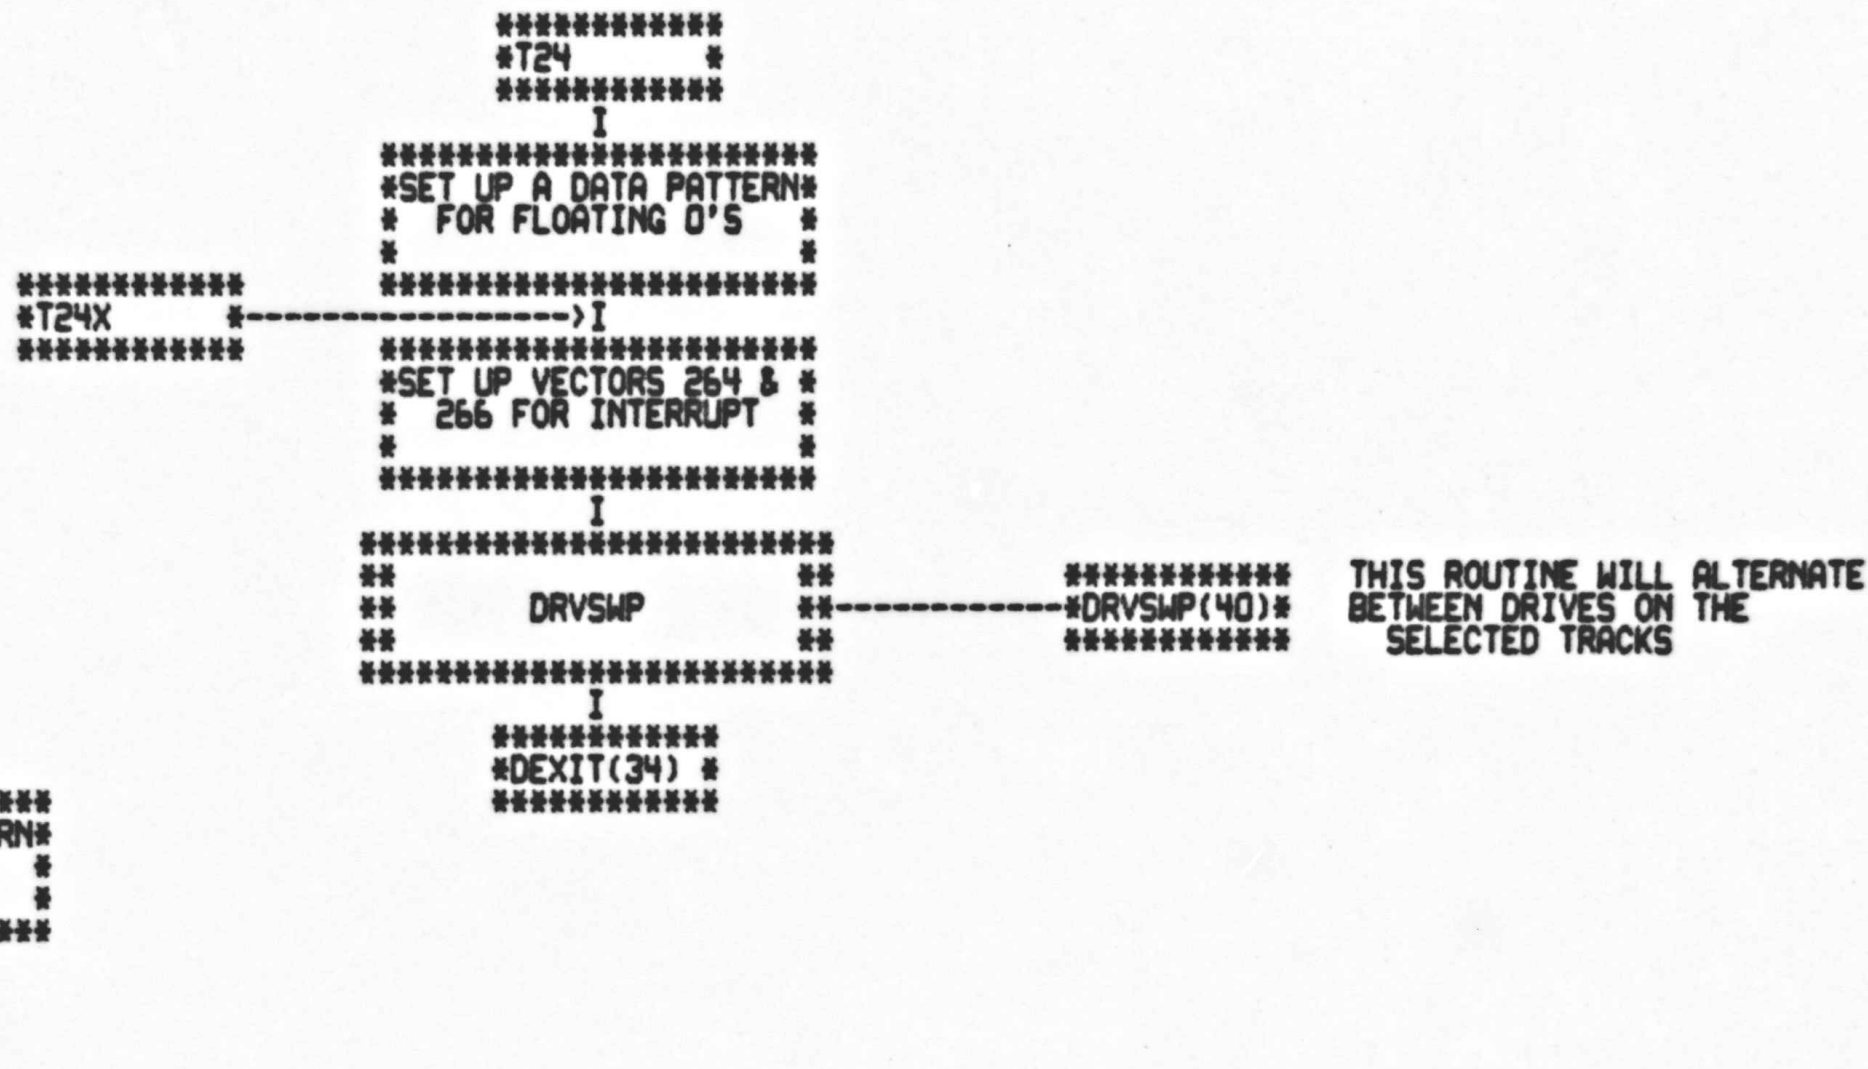 ************
*T24       *
************
I
***********************
*SET UP A DATA PATTERN*
*  FOR FLOATING 0'S   *
*                     *
***********************
************
*T24X      *----------------->I
************
***********************
*SET UP VECTORS 264 & *
*  266 FOR INTERRUPT  *
*                     *
***********************
I
*************************
**                     **
**       DRVSWP        **------------*DRVSWP(40)*
**                     **
*************************
************
************
THIS ROUTINE WILL ALTERNATE
BETWEEN DRIVES ON THE
SELECTED TRACKS
I
************
*DEXIT(34) *
************
***
RN*
*
*
***